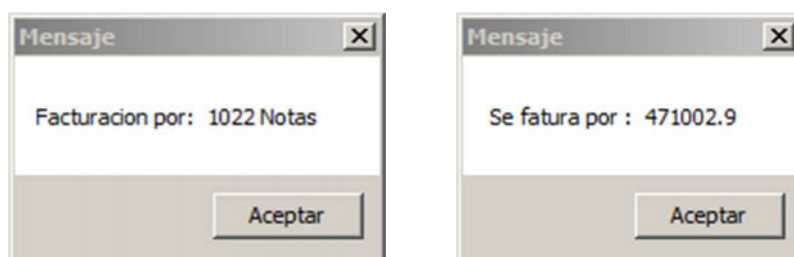 Mensaje
Facturacion por: 1022 Notas
Aceptar
Mensaje
Se fatura por : 471002.9
Aceptar